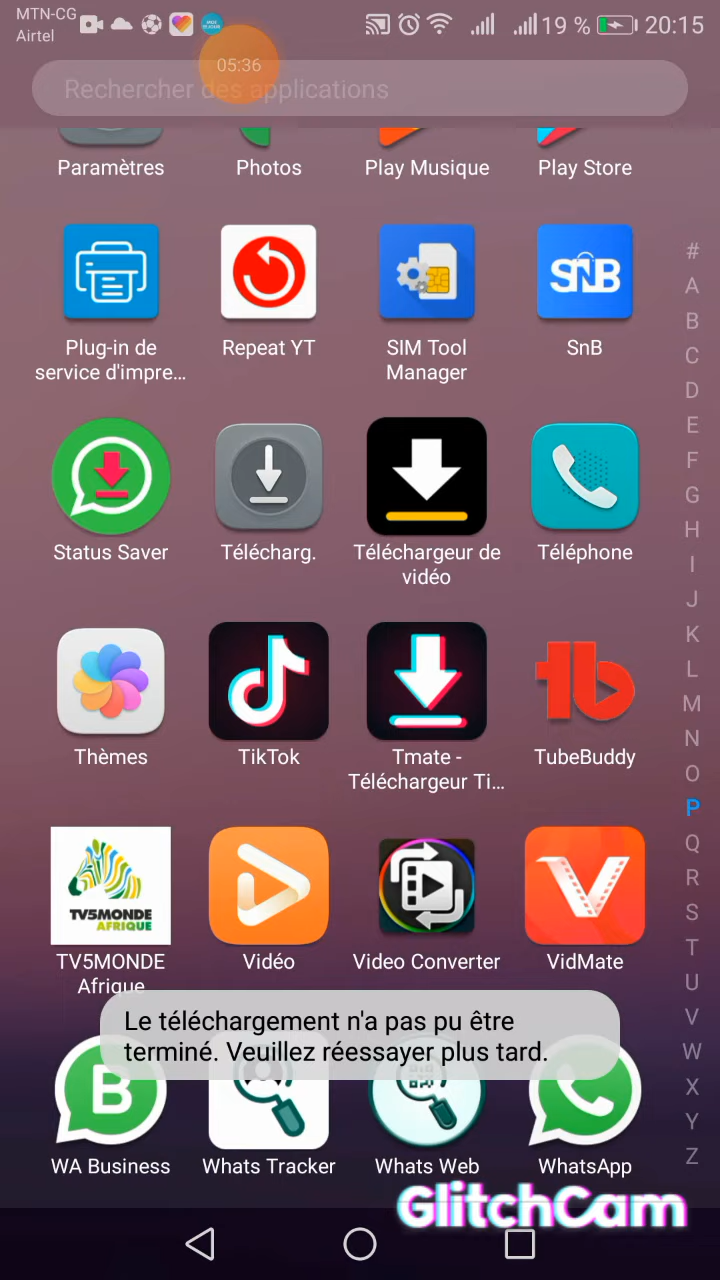 MTN-CG
Airtel
19 %
20:15
05:36
Rechercher des applications
Paramètres
Photos
Play Musique
Play Store
SNB
Plug-in de
service d'impre...
Repeat YT
SIM Tool
Manager
SnB
Status Saver
Télécharg.
Téléchargeur de
vidéo
Téléphone
Thèmes
TikTok
Tmate -
Téléchargeur Ti...
TubeBuddy
TV5MONDE
AFRIQUE
TV5MONDE
Afrique
Vidéo
Video Converter
VidMate
Le téléchargement n'a pas pu être
terminé. Veuillez réessayer plus tard.
B
WA Business
Whats Tracker
Whats Web
WhatsApp
#
A
B
C
D
E
F
G
H
I
J
K
L
M
N
O
P
Q
R
S
T
U
V
W
X
Y
Z
GlitchCam